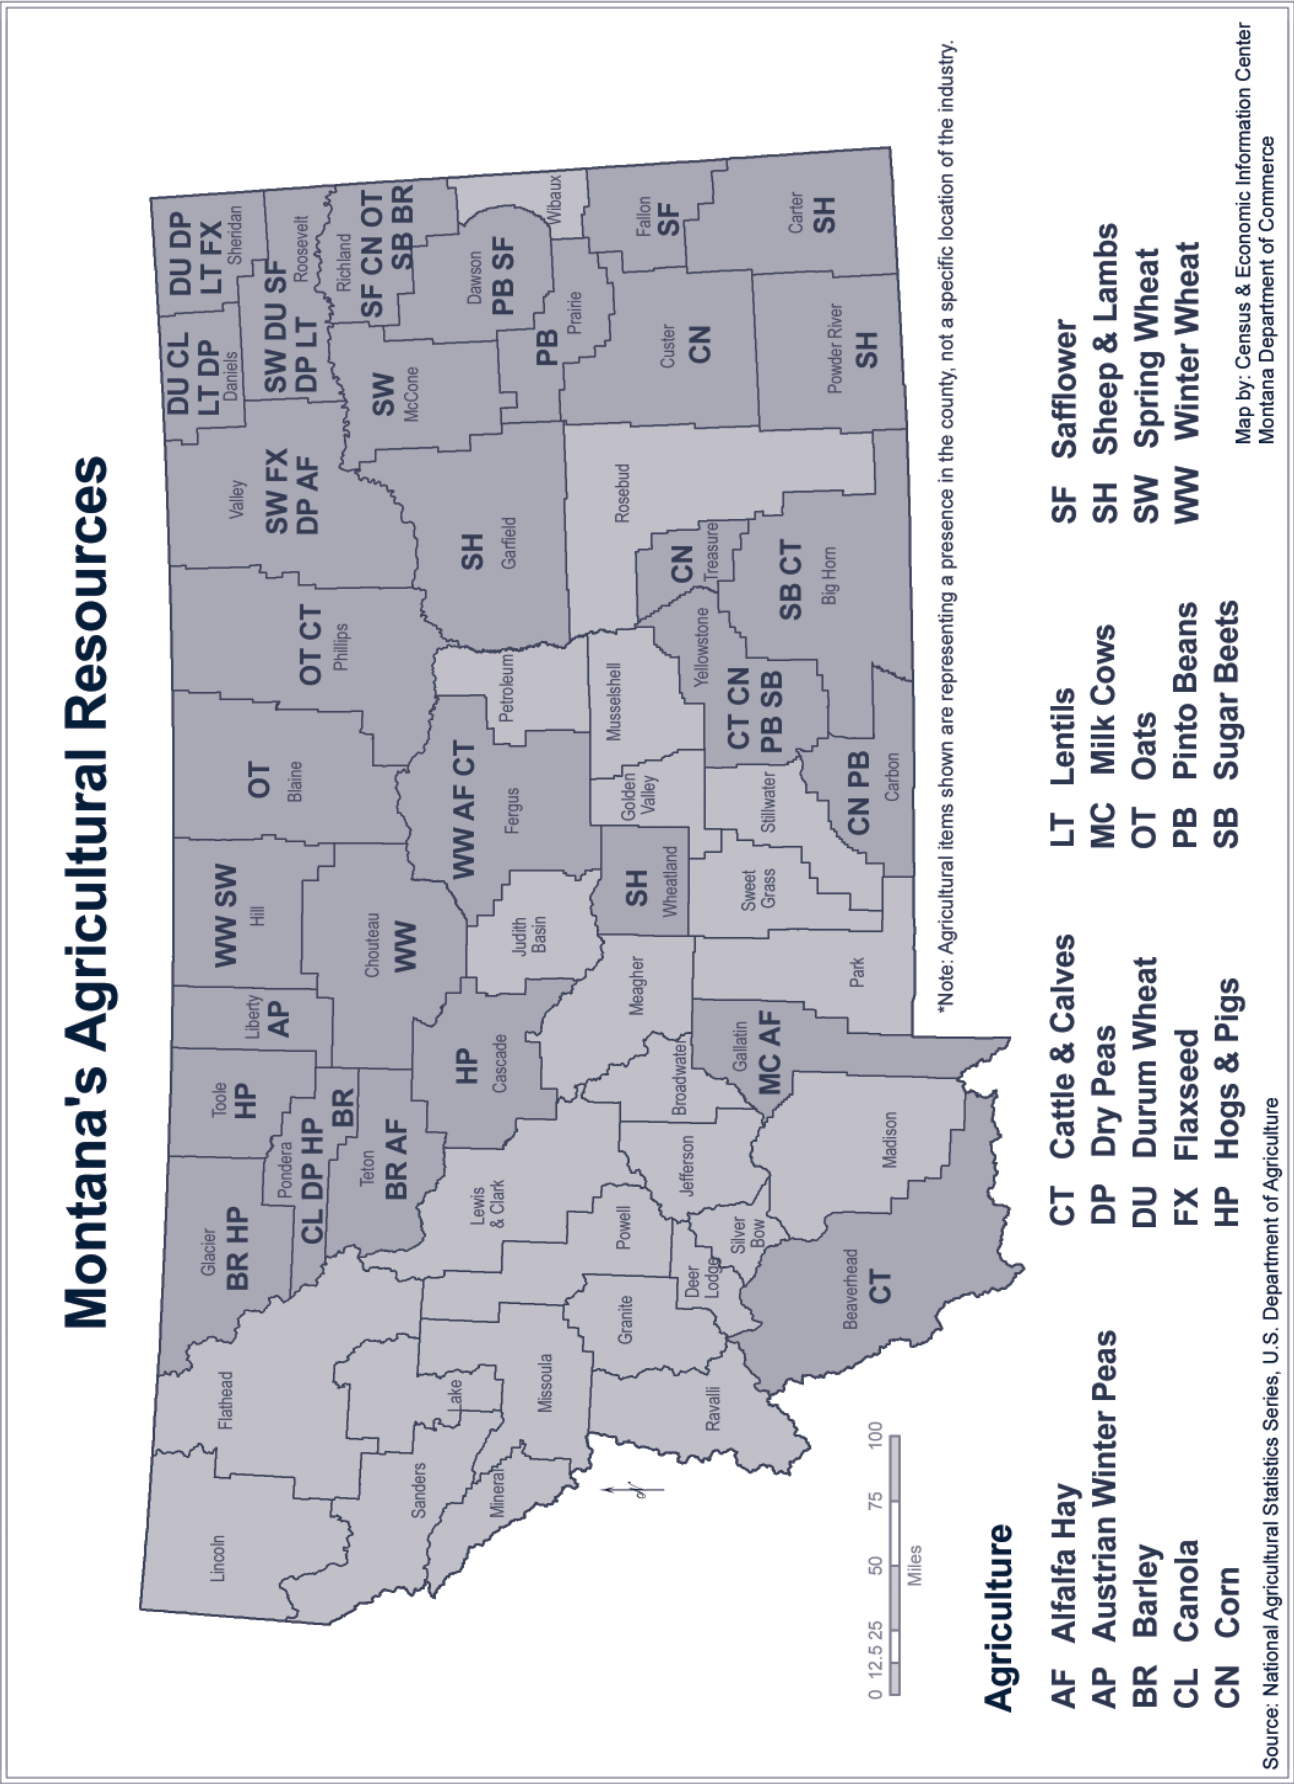 Montana's Agricultural Resources
Lincoln
Flathead
Glacier
BR HP
Toole
HP
Liberty
AP
WW SW
Hill
OT
Blaine
OT CT
Phillips
Valley
SW FX
DP AF
DU CL
LT DP
Daniels
DU DP
LT FX
Sheridan
Roosevelt
SW DU SF
DP LT
Pondera
CL DP HP
BR
Teton
BR AF
Chouteau
WW
Richland
SF CN OT
SB BR
SW
McCone
Sanders
Lake
Lewis
& Clark
HP
Cascade
WW AF CT
Fergus
Petroleum
SH
Garfield
Dawson
PB SF
Wibaux
PB
Prairie
Mineral
Missoula
Powell
Judith
Basin
Meagher
SH
Wheatland
Golden
Valley
Musselshell
Rosebud
CN
Treasure
Custer
CN
Fallon
SF
Granite
Ravalli
Deer
Lodge
Silver
Bow
Jefferson
Broadwater
Gallatin
MC AF
Sweet
Grass
Stillwater
Yellowstone
CT CN
PB SB
SB CT
Big Horn
Powder River
SH
Carter
SH
Beaverhead
CT
Madison
Park
CN PB
Carbon
N
0 12.5 25 50 75 100
Miles
*Note: Agricultural items shown are representing a presence in the county, not a specific location of the industry.
Agriculture
AF Alfalfa Hay
AP Austrian Winter Peas
BR Barley
CL Canola
CN Corn
CT Cattle & Calves
DP Dry Peas
DU Durum Wheat
FX Flaxseed
HP Hogs & Pigs
LT Lentils
MC Milk Cows
OT Oats
PB Pinto Beans
SB Sugar Beets
SF Safflower
SH Sheep & Lambs
SW Spring Wheat
WW Winter Wheat
Source: National Agricultural Statistics Series, U.S. Department of Agriculture
Map by: Census & Economic Information Center
Montana Department of Commerce